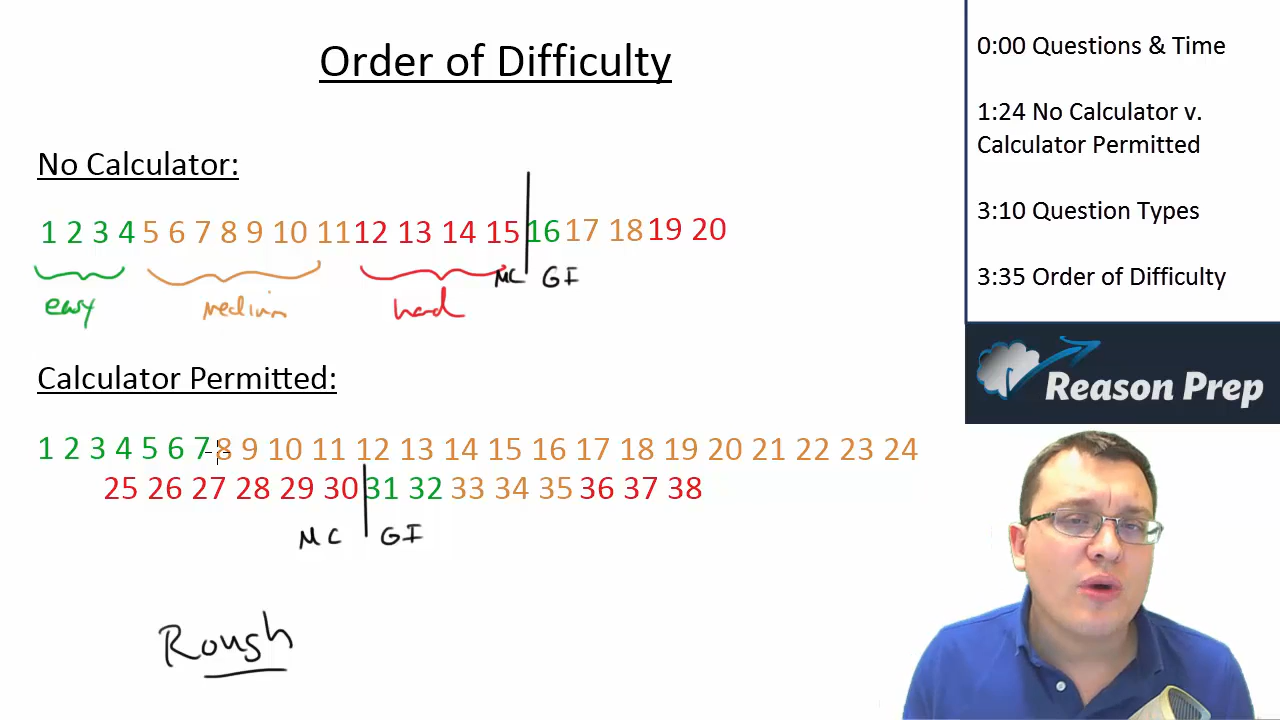 Order of Difficulty
No Calculator:
1 2 3 4 5 6 7 8 9 10 11 12 13 14 15 16 17 18 19 20
MC GI
easy medium hard
Calculator Permitted:
1 2 3 4 5 6 7 8 9 10 11 12 13 14 15 16 17 18 19 20 21 22 23 24
25 26 27 28 29 30 31 32 33 34 35 36 37 38
MC GI
Rough
0:00 Questions & Time
1:24 No Calculator v.
Calculator Permitted
3:10 Question Types
3:35 Order of Difficulty
Reason Prep